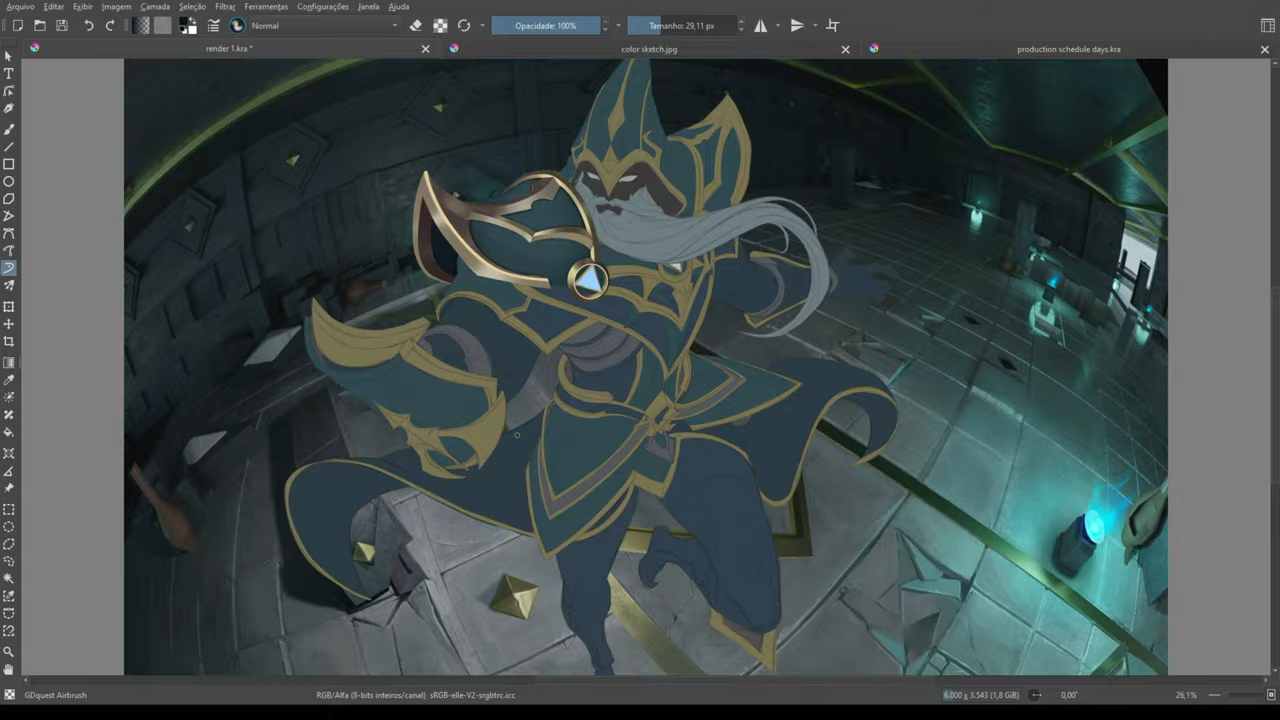 Arquivo Editar Exibir Imagem Camada Seleção Filtrar Ferramentas Configurações Janela Ajuda
Normal Opacidade: 100% Tamanho: 29,11 px
render 1.kra * color sketch.jpg production schedule days.kra
GDquest Airbrush RGB/Alfa (8-bits inteiros/canal) sRGB-elle-V2-srgbtrc.icc 6.000 x 3.543 (1,8 GiB) 0,00° 26,1%